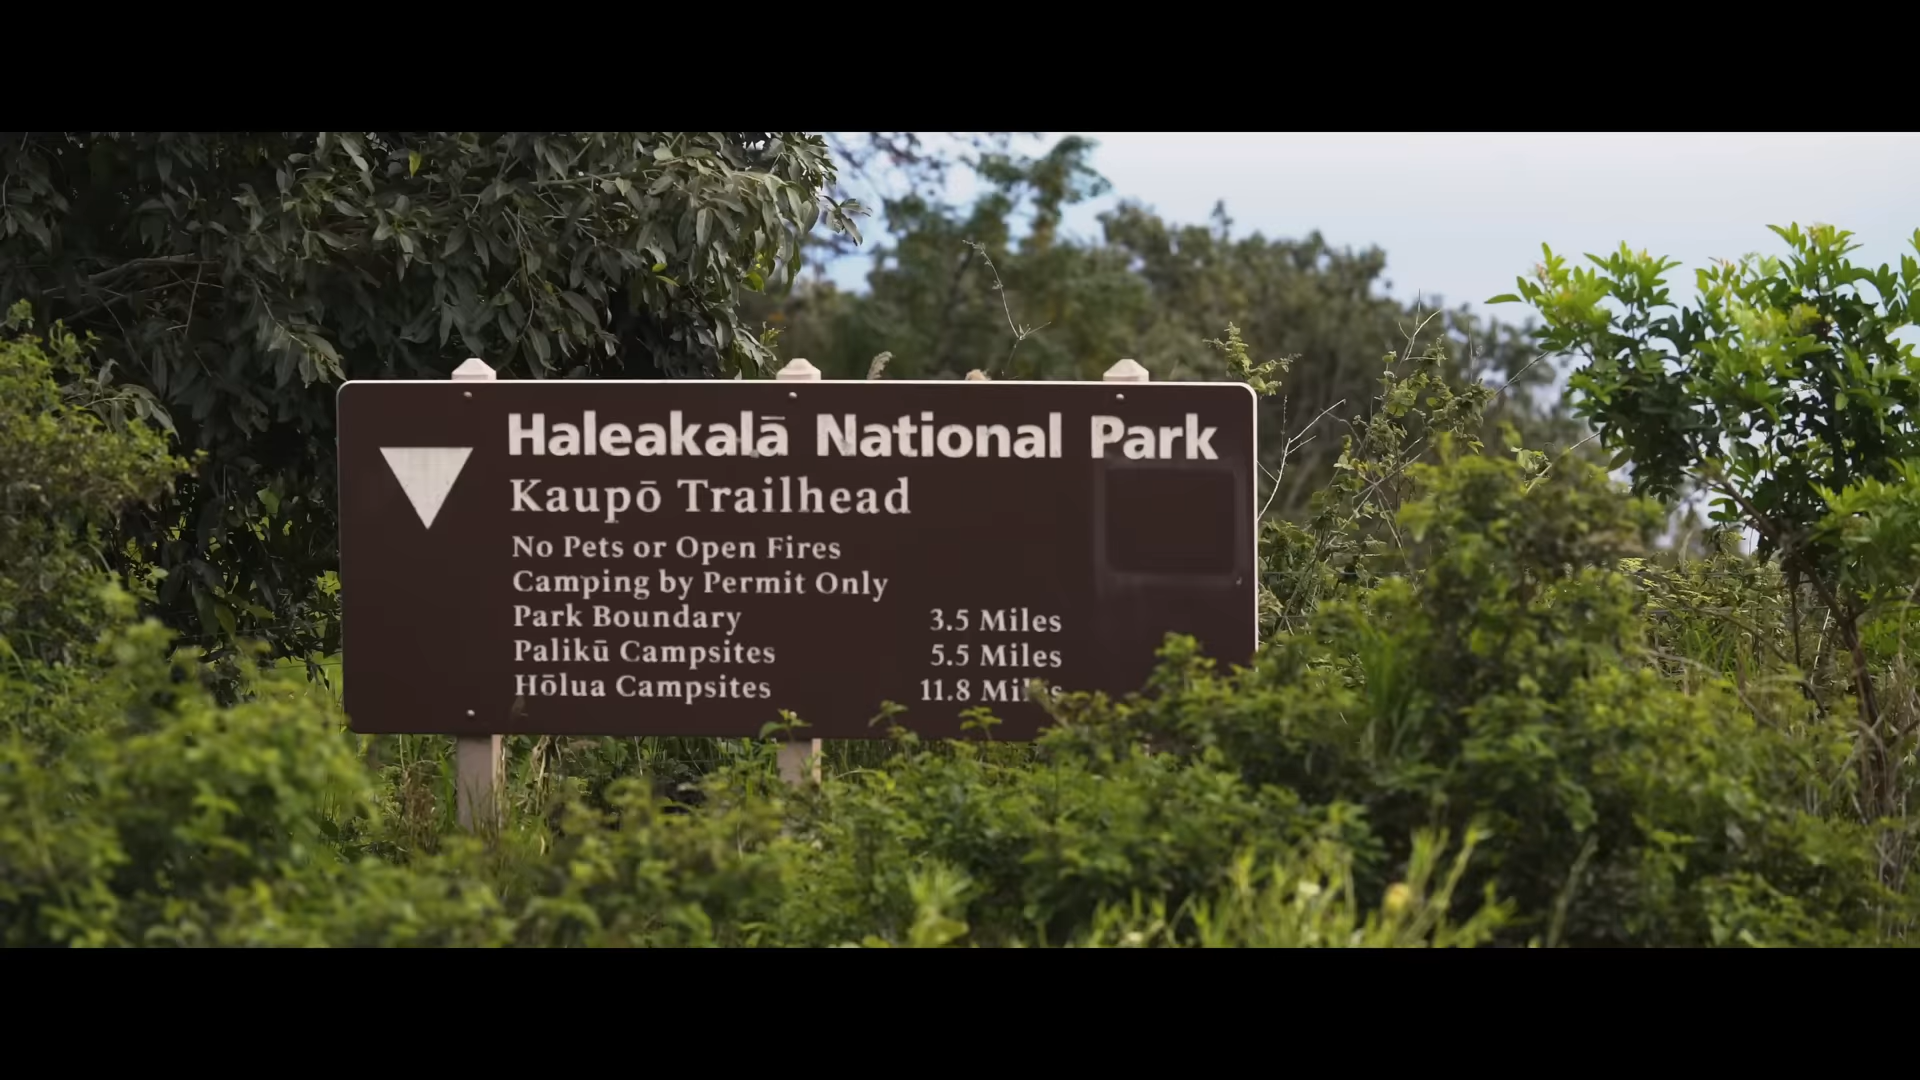 Haleakalā National Park
Kaupō Trailhead
No Pets or Open Fires
Camping by Permit Only
Park Boundary 3.5 Miles
Palikū Campsites 5.5 Miles
Hōlua Campsites 11.8 Miles